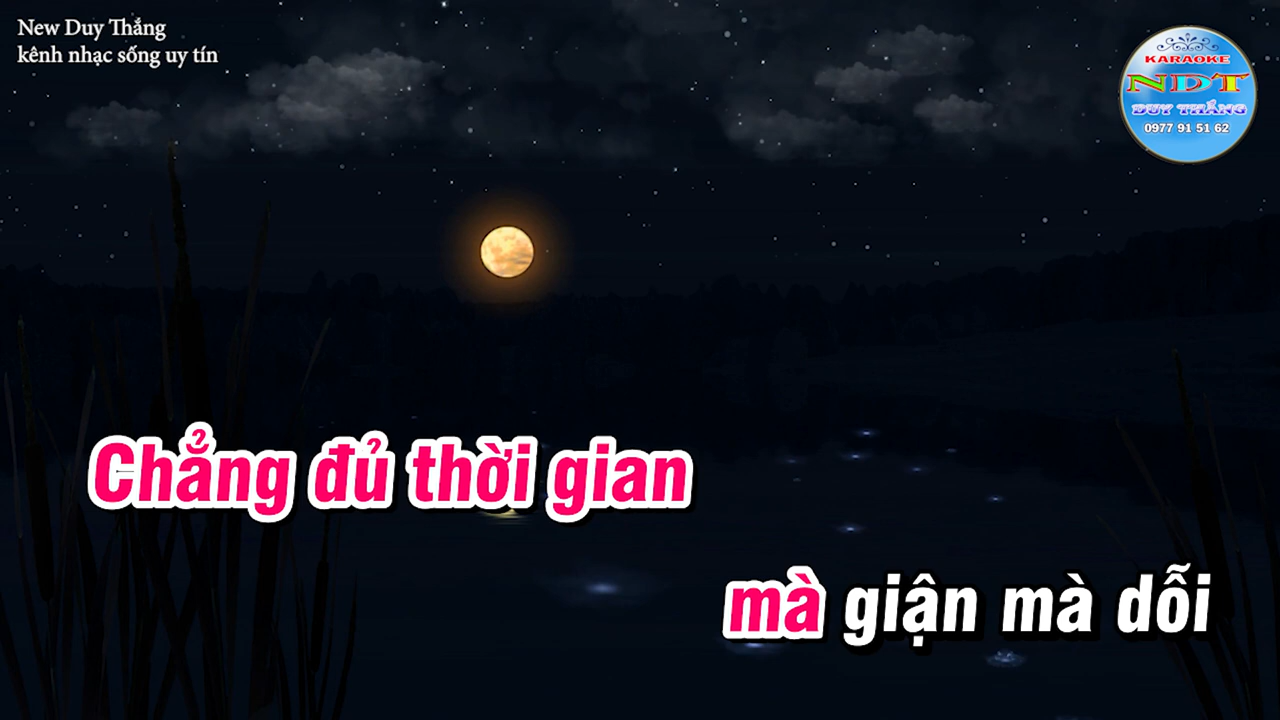 New Duy Thắng
kênh nhạc sống uy tín
KARAOKE
NDT
DUY THẮNG
0977 91 51 62
Chẳng đủ thời gian
mà giận mà dỗi